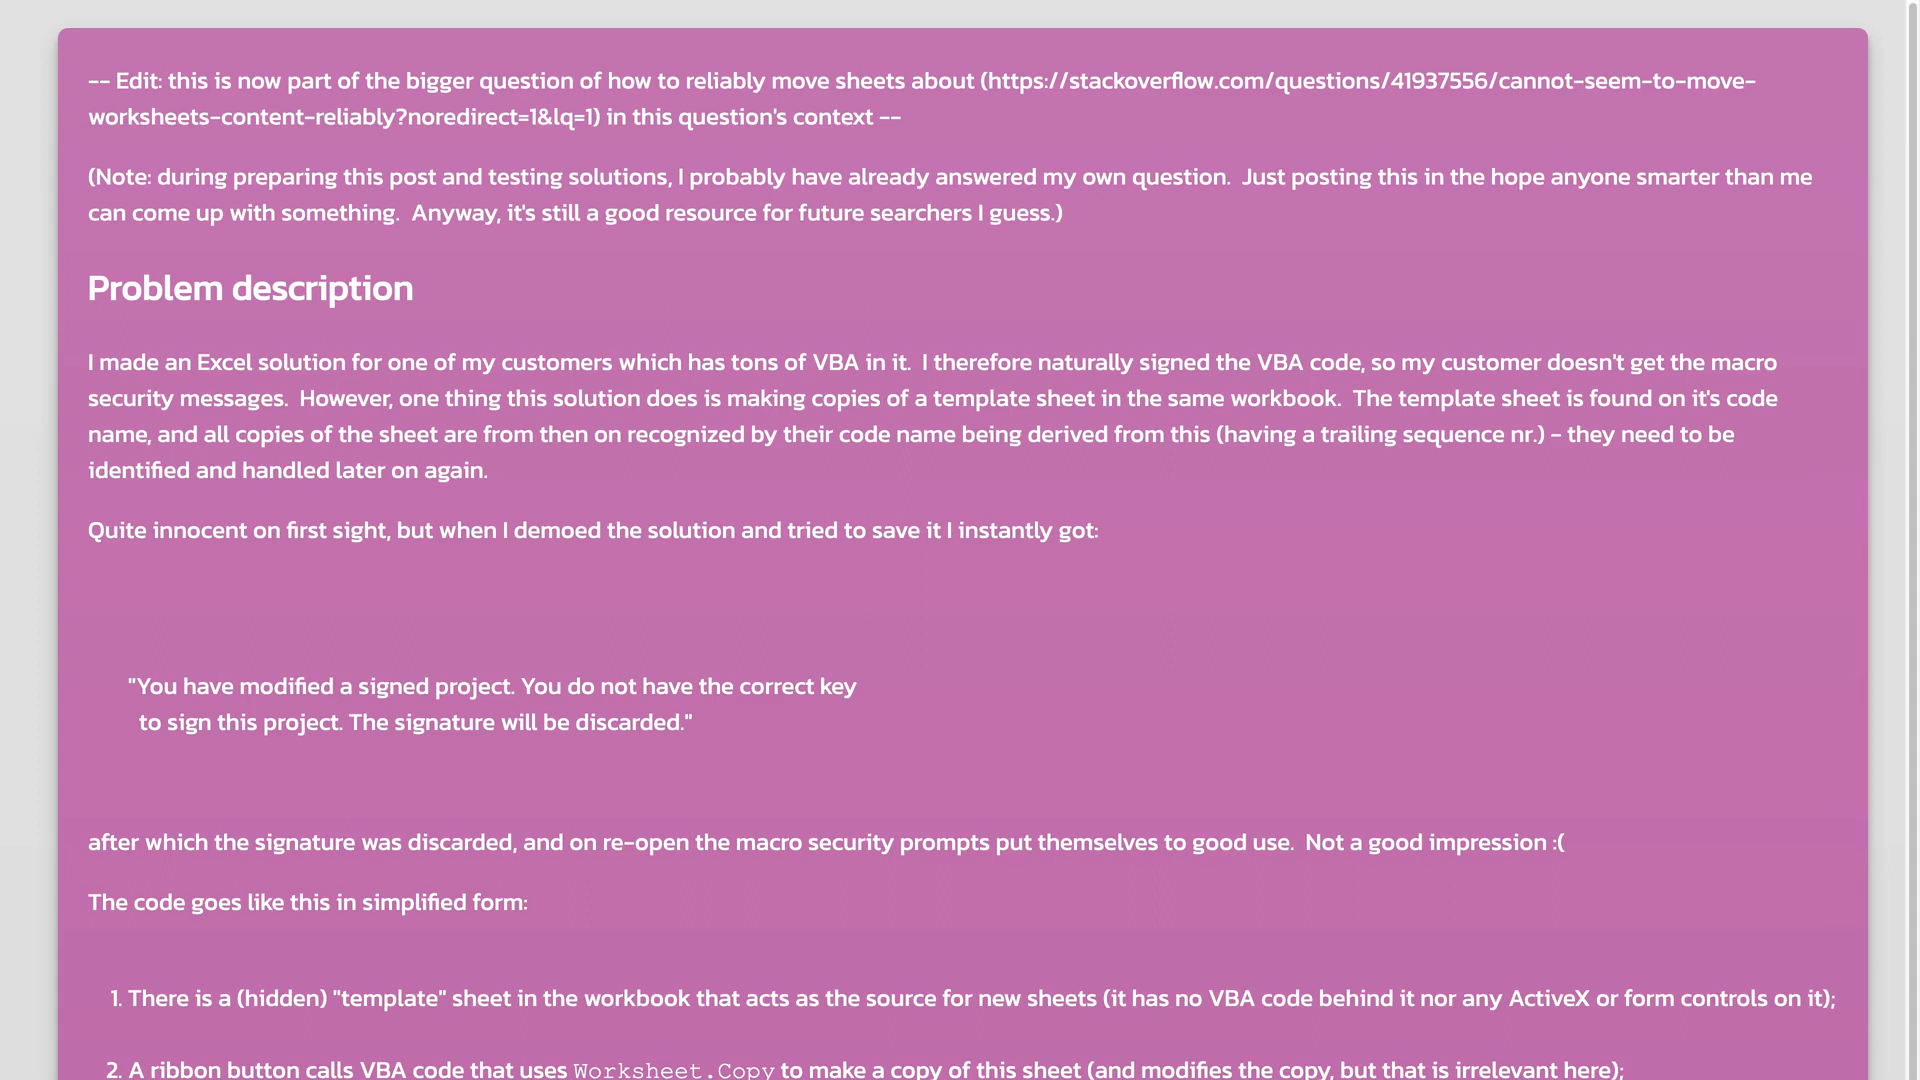 -- Edit: this is now part of the bigger question of how to reliably move sheets about (https://stackoverflow.com/questions/41937556/cannot-seem-to-move-
worksheets-content-reliably?noredirect=1&lq=1) in this question's context --
(Note: during preparing this post and testing solutions, I probably have already answered my own question.  Just posting this in the hope anyone smarter than me
can come up with something.  Anyway, it's still a good resource for future searchers I guess.)
Problem description
I made an Excel solution for one of my customers which has tons of VBA in it.  I therefore naturally signed the VBA code, so my customer doesn't get the macro
security messages.  However, one thing this solution does is making copies of a template sheet in the same workbook.  The template sheet is found on it's code
name, and all copies of the sheet are from then on recognized by their code name being derived from this (having a trailing sequence nr.) - they need to be
identified and handled later on again.
Quite innocent on first sight, but when I demoed the solution and tried to save it I instantly got:
"You have modified a signed project. You do not have the correct key
to sign this project. The signature will be discarded."
after which the signature was discarded, and on re-open the macro security prompts put themselves to good use.  Not a good impression :(
The code goes like this in simplified form:
1. There is a (hidden) "template" sheet in the workbook that acts as the source for new sheets (it has no VBA code behind it nor any ActiveX or form controls on it);
2. A ribbon button calls VBA code that uses Worksheet.Copy to make a copy of this sheet (and modifies the copy, but that is irrelevant here);